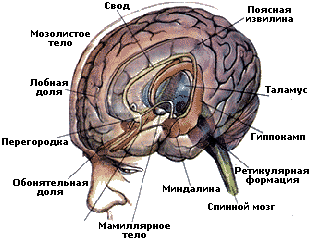 Свод
Поясная
извилина
Мозолистое
тело
Лобная
доля
Таламус
Перегородка
Гиппокамп
Обонятельная
доля
Ретикулярная
формация
Миндалина
Спинной мозг
Мамиллярное
тело